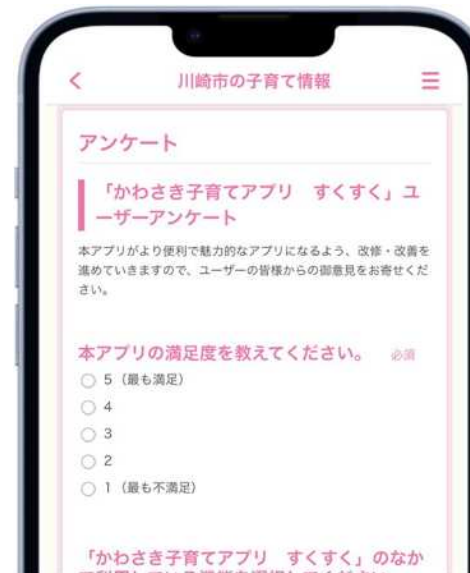 川崎市の子育て情報
アンケート
「かわさき子育てアプリ　すくすく」ユ
ーザーアンケート
本アプリがより便利で魅力的なアプリになるよう、改修・改善を
進めていきますので、ユーザーの皆様からの御意見をお寄せくだ
さい。
本アプリの満足度を教えてください。　必須
5（最も満足）
4
3
2
1（最も不満足）
「かわさき子育てアプリ　すくすく」のなか